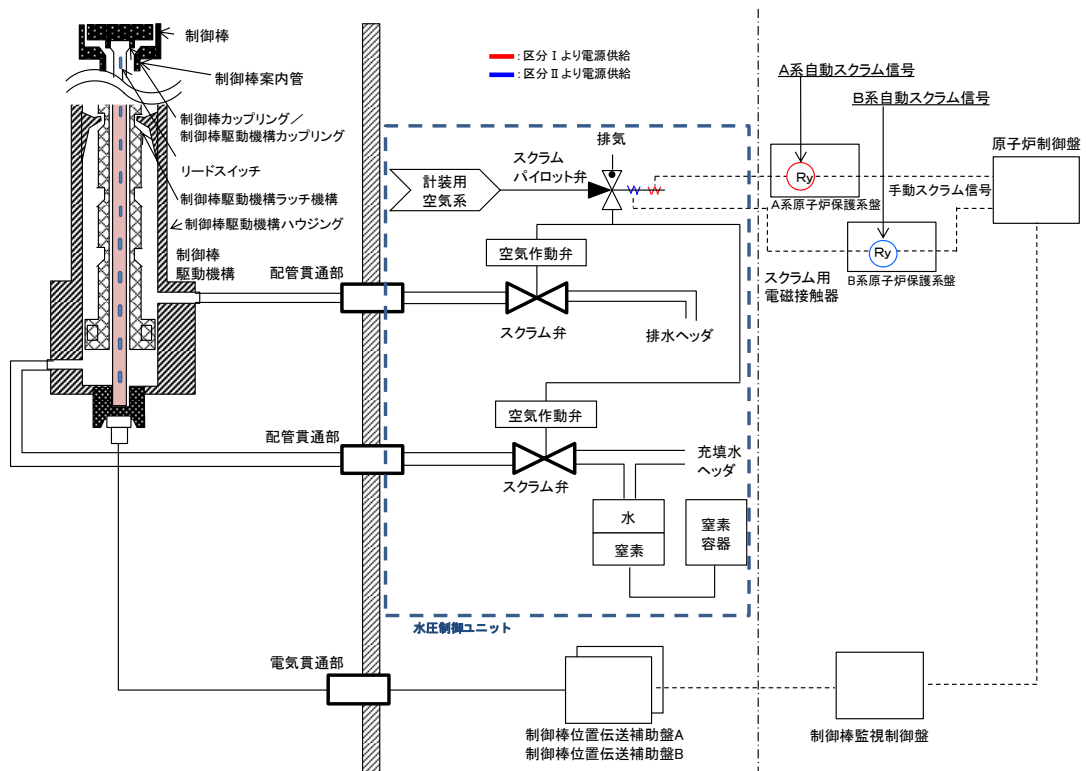 制御棒
制御棒案内管
制御棒カップリング／
制御棒駆動機構カップリング
リードスイッチ
制御棒駆動機構ラッチ機構
制御棒駆動機構ハウジング
制御棒
駆動機構
：区分Ⅰより電源供給
：区分Ⅱより電源供給
A系自動スクラム信号
B系自動スクラム信号
原子炉制御盤
排気
スクラム
パイロット弁
計装用
空気系
Ry
手動スクラム信号
A系原子炉保護系盤
Ry
B系原子炉保護系盤
スクラム用
電磁接触器
空気作動弁
配管貫通部
スクラム弁
排水ヘッダ
空気作動弁
配管貫通部
スクラム弁
充填水
ヘッダ
水
窒素
窒素
容器
水圧制御ユニット
電気貫通部
制御棒位置伝送補助盤A
制御棒位置伝送補助盤B
制御棒監視制御盤